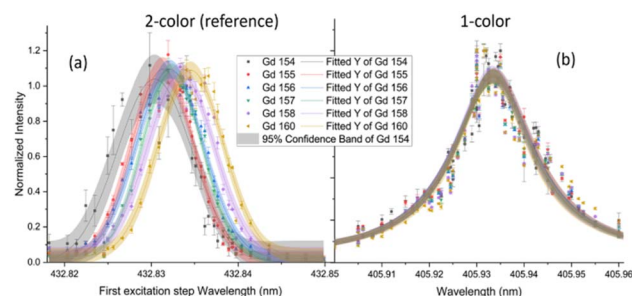 2-color (reference)
1-color
(a)
(b)
Gd 154 Fitted Y of Gd 154
Gd 155 Fitted Y of Gd 155
Gd 156 Fitted Y of Gd 156
Gd 157 Fitted Y of Gd 157
Gd 158 Fitted Y of Gd 158
Gd 160 Fitted Y of Gd 160
95% Confidence Band of Gd 154
Normalized Intensity
1.2
1.0
0.8
0.6
0.4
0.2
0.0
432.82 432.83 432.84 432.85
405.91 405.92 405.93 405.94 405.95 405.96
First excitation step Wavelength (nm)
Wavelength (nm)